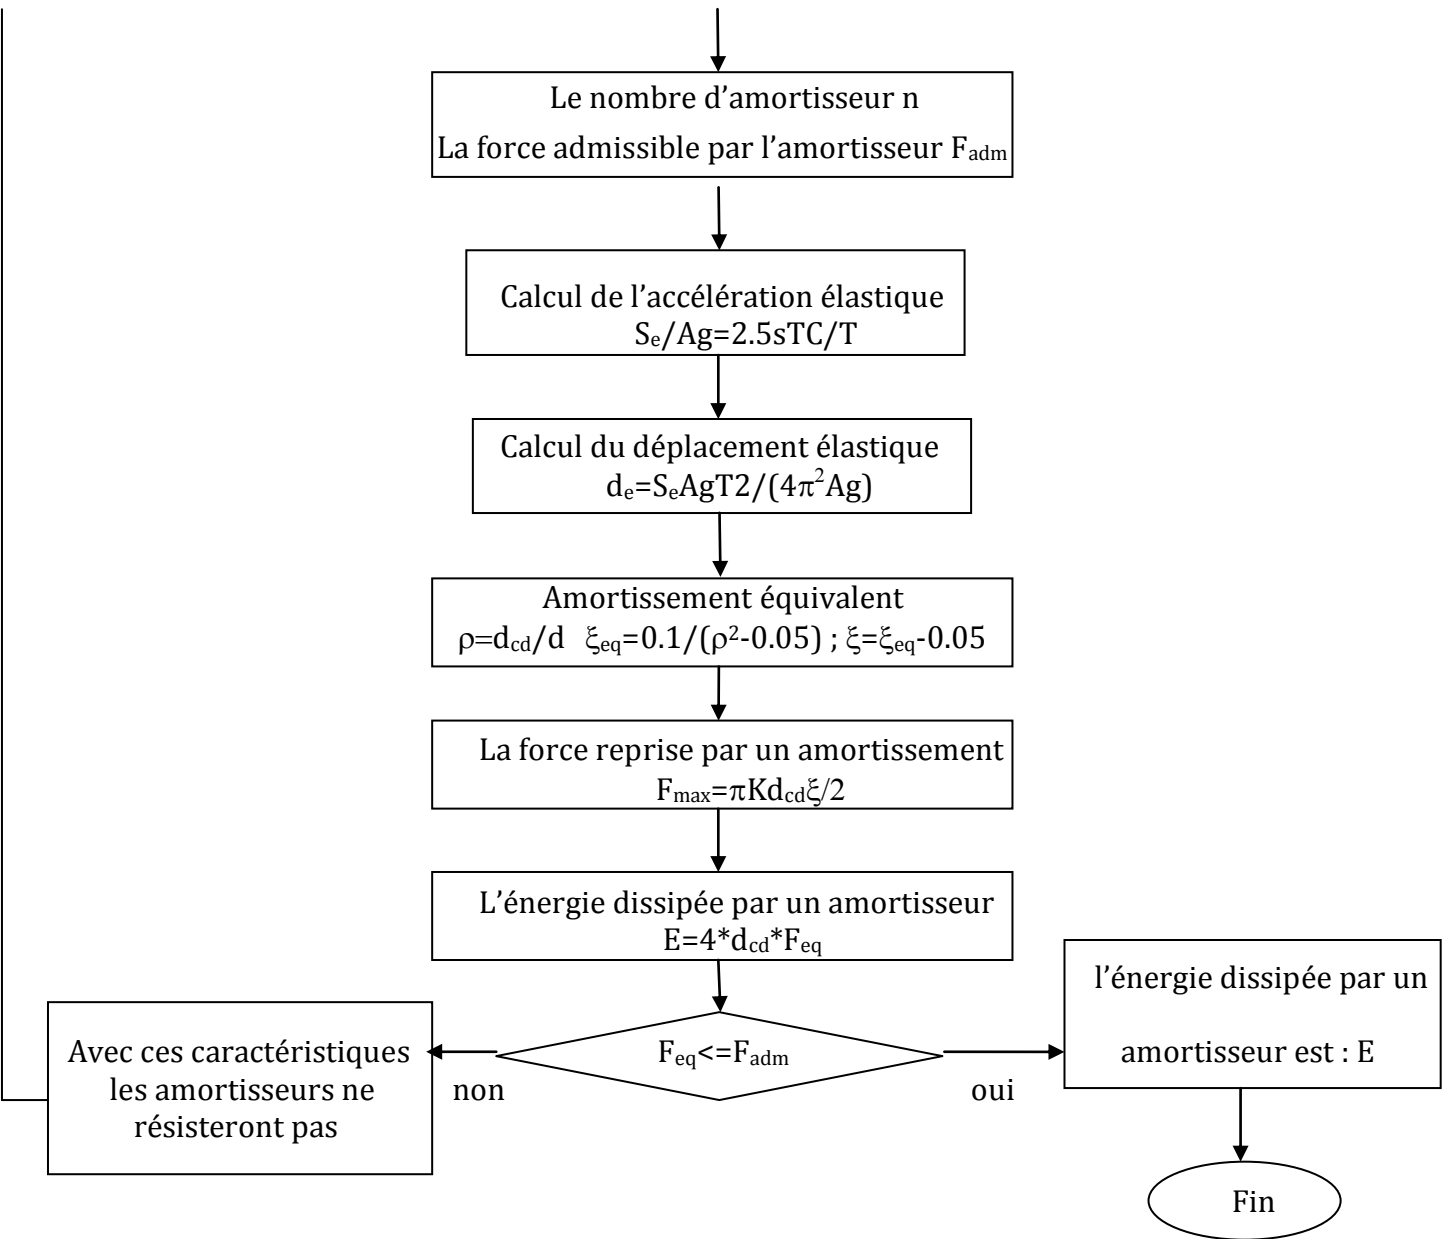 Le nombre d’amortisseur n
La force admissible par l’amortisseur Fadm
Calcul de l’accélération élastique
Se/Ag=2.5sTC/T
Calcul du déplacement élastique
de=SeAgT2/(4π²Ag)
Amortissement équivalent
ρ=dcd/d ξeq=0.1/(ρ²-0.05) ; ξ=ξeq-0.05
La force reprise par un amortissement
Fmax=πKdcdξ/2
L’énergie dissipée par un amortisseur
E=4*dcd*Feq
l’énergie dissipée par un
amortisseur est : E
Feq<=Fadm
Avec ces caractéristiques
les amortisseurs ne
résisteront pas
non
oui
Fin